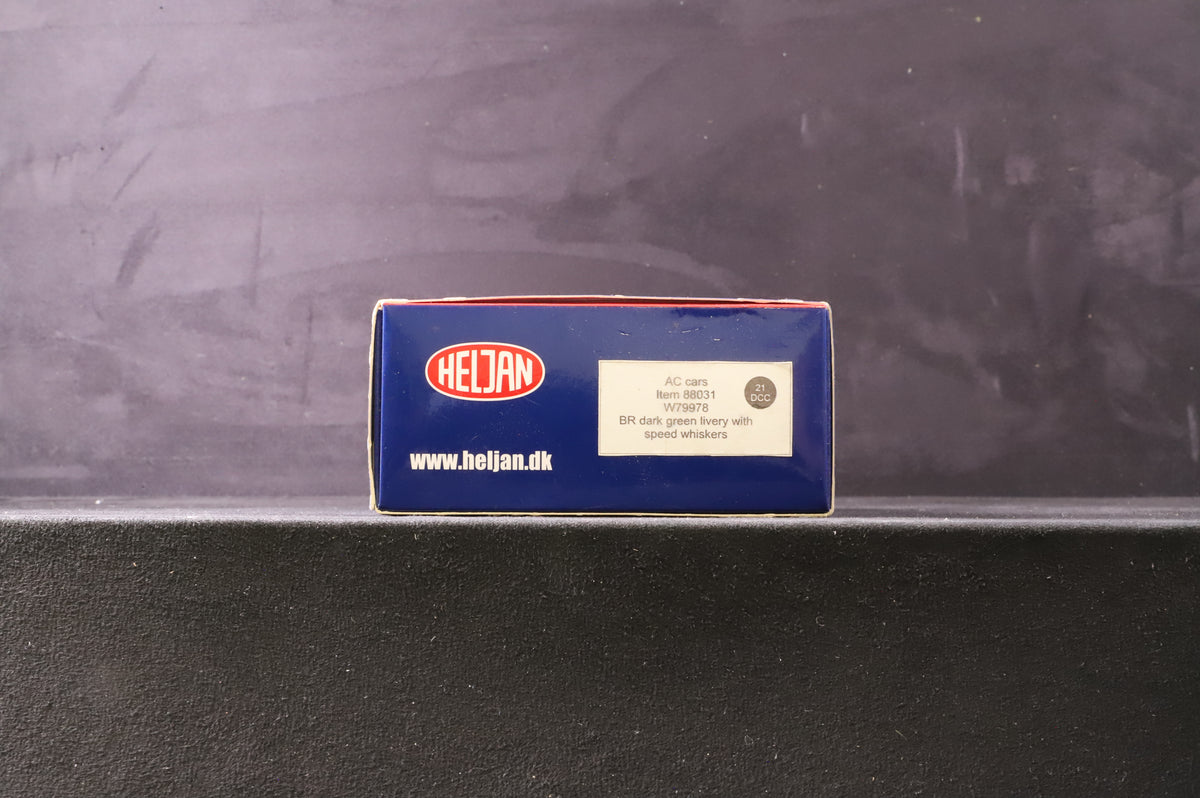 HELJAN
www.heljan.dk
AC cars
Item 88031
W79978
BR dark green livery with
speed whiskers
21
DCC